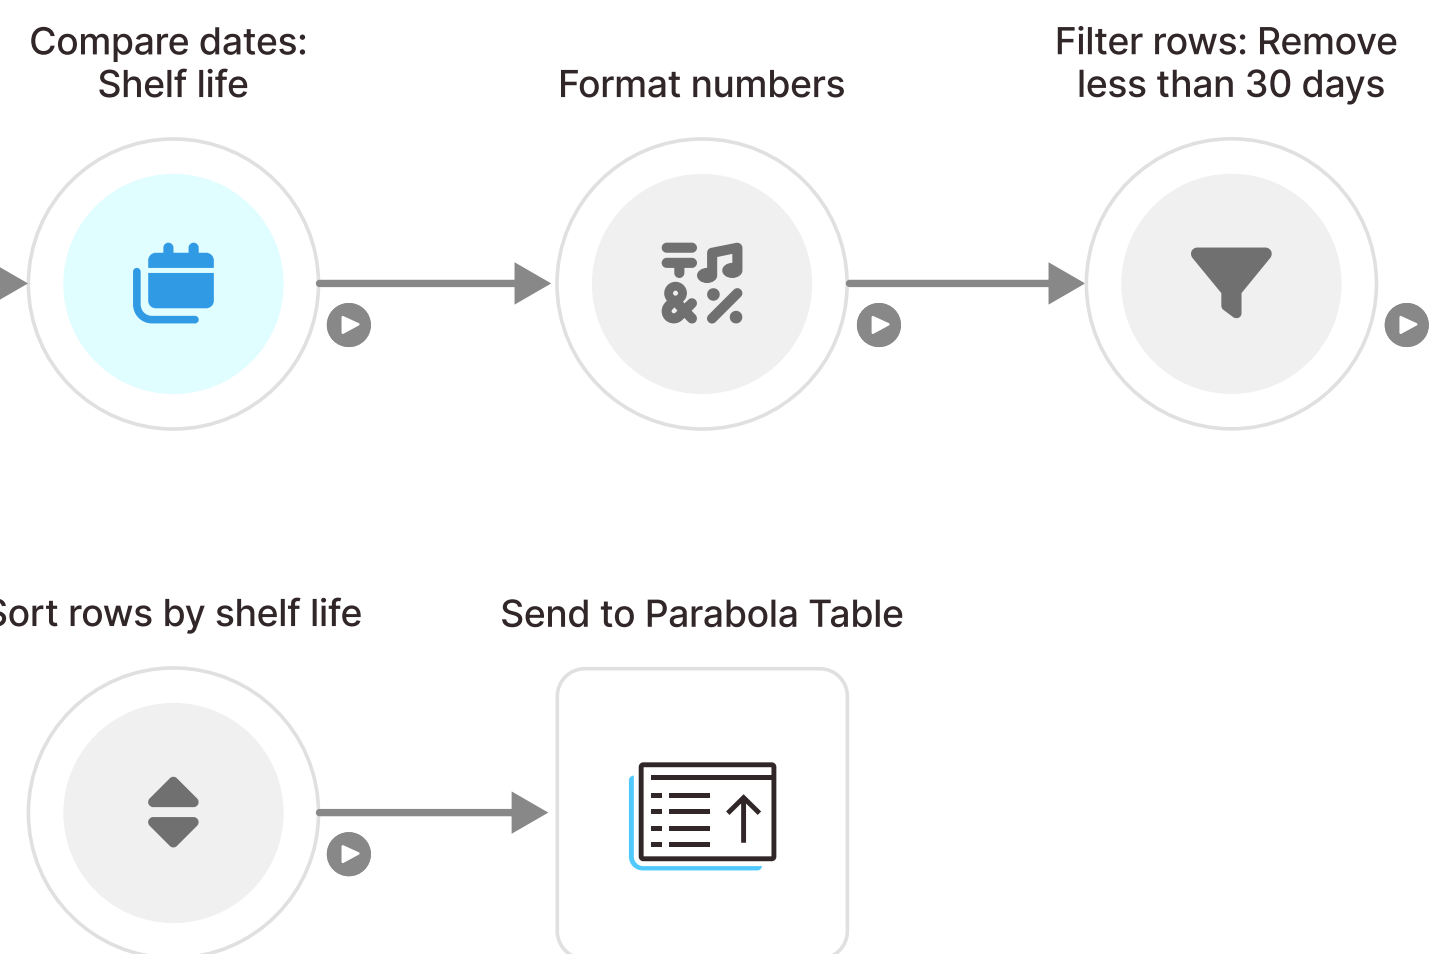 Compare dates:
Shelf life
Format numbers
Filter rows: Remove
less than 30 days
Sort rows by shelf life
Send to Parabola Table